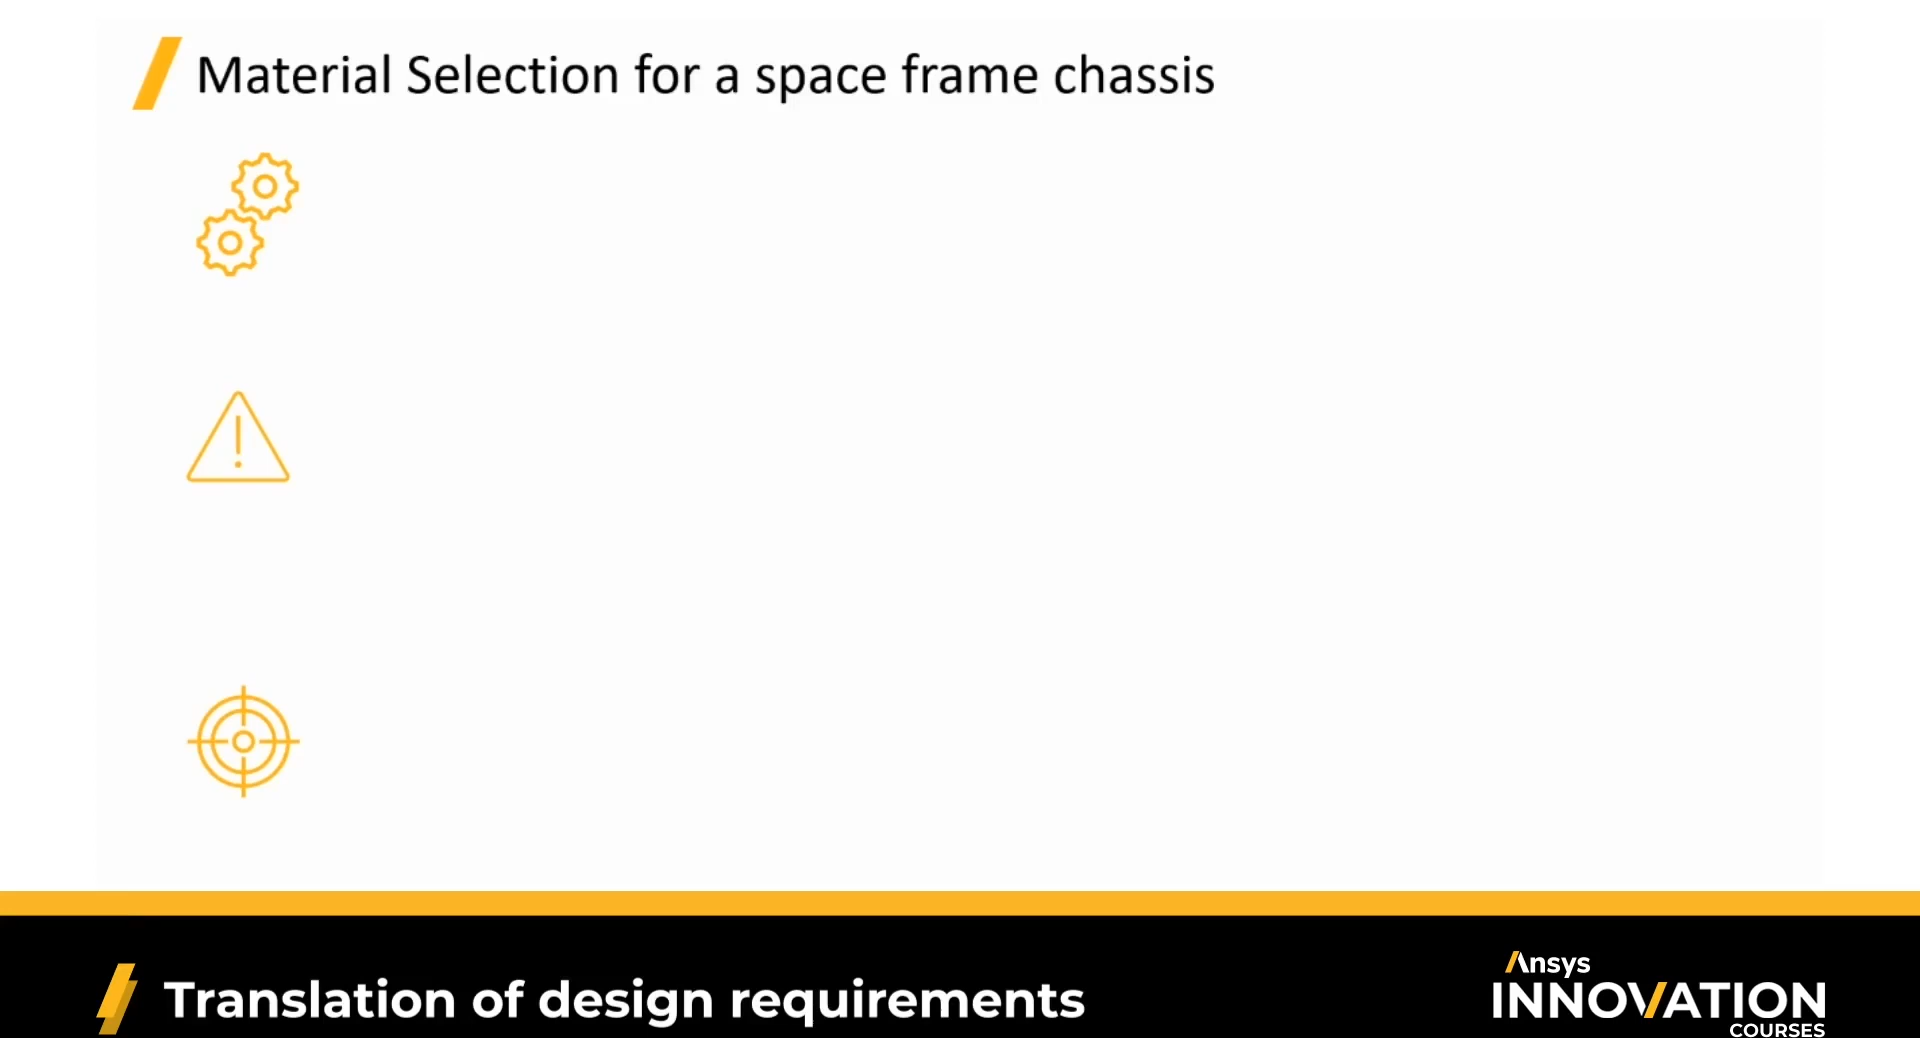 Material Selection for a space frame chassis
Translation of design requirements
Ansys
INNOVATION
COURSES